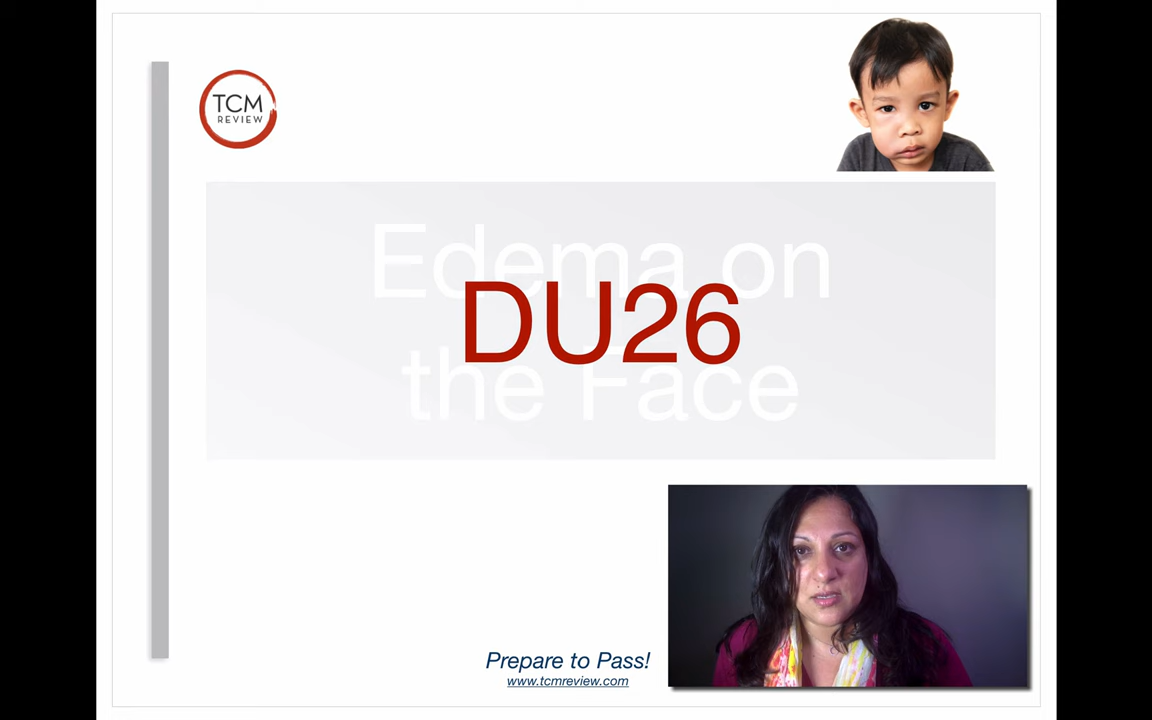 TCM
REVIEW
Edema on
DU26
the Face
Prepare to Pass!
www.tcmreview.com